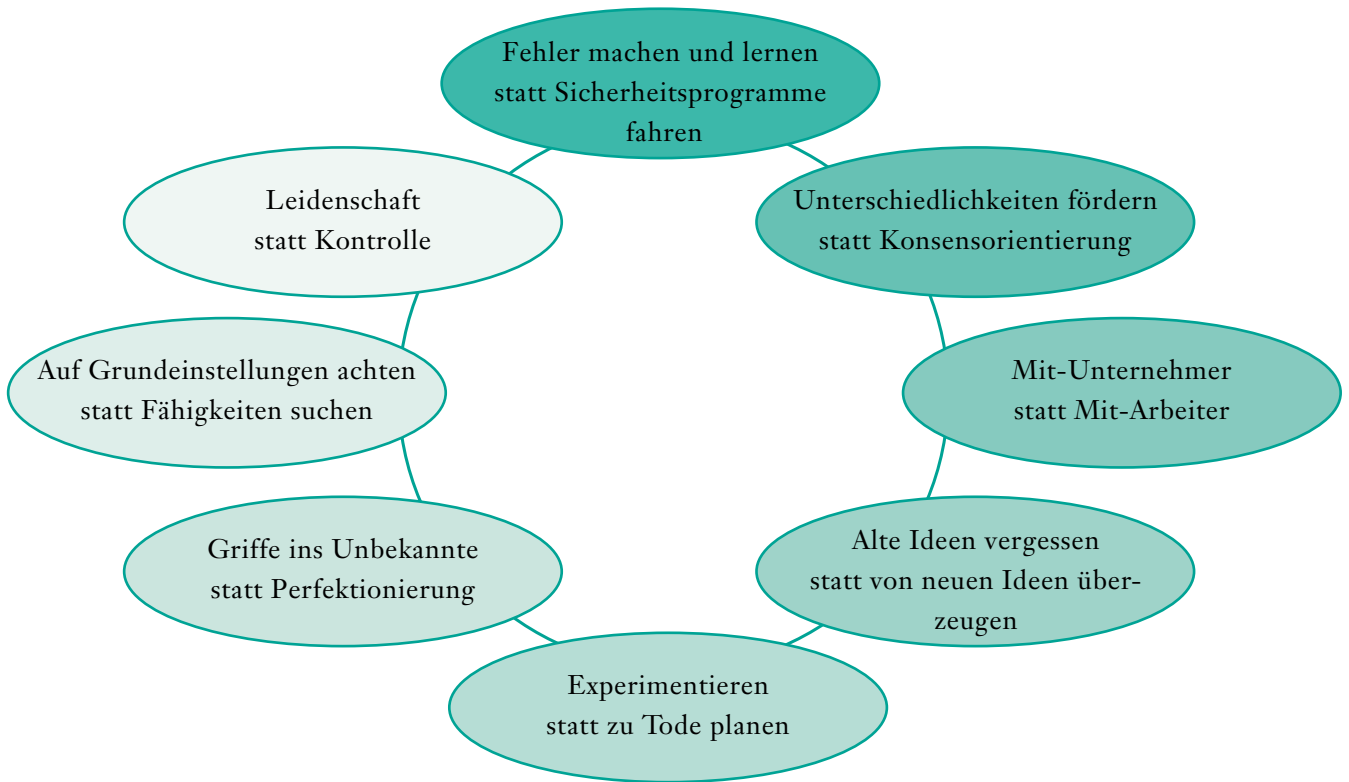 Fehler machen und lernen
statt Sicherheitsprogramme
fahren
Unterschiedlichkeiten fördern
statt Konsensorientierung
Mit-Unternehmer
statt Mit-Arbeiter
Alte Ideen vergessen
statt von neuen Ideen über-
zeugen
Experimentieren
statt zu Tode planen
Griffe ins Unbekannte
statt Perfektionierung
Auf Grundeinstellungen achten
statt Fähigkeiten suchen
Leidenschaft
statt Kontrolle